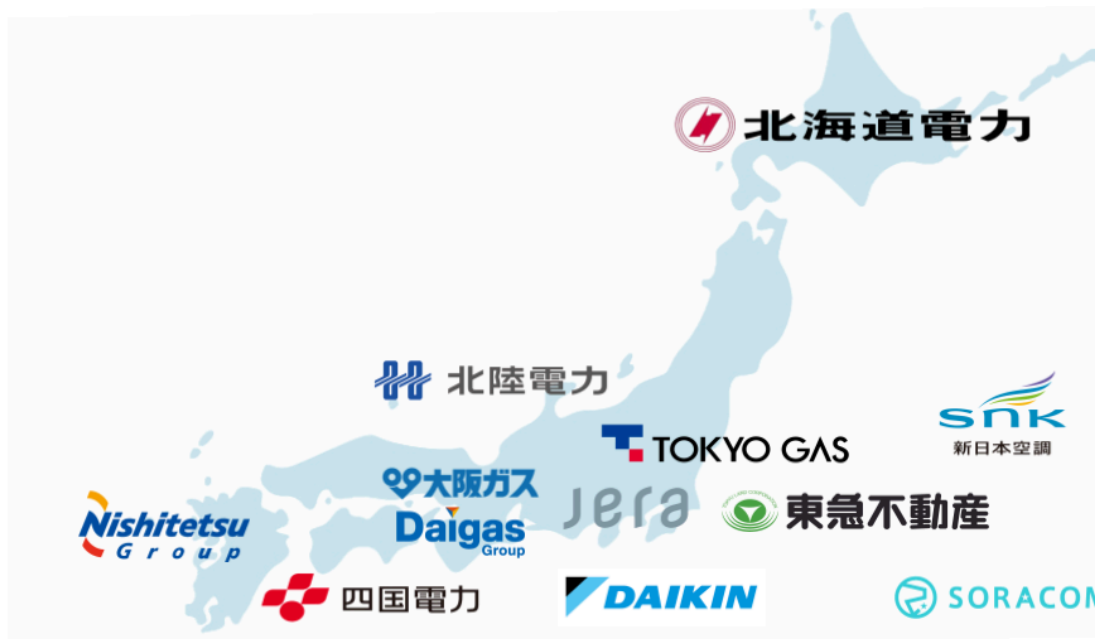 北海道電力
北陸電力
snk
新日本空調
TOKYO GAS
大阪ガス
Daigas
Group
jera
東急不動産
Nishitetsu
Group
四国電力
DAIKIN
SORACOM